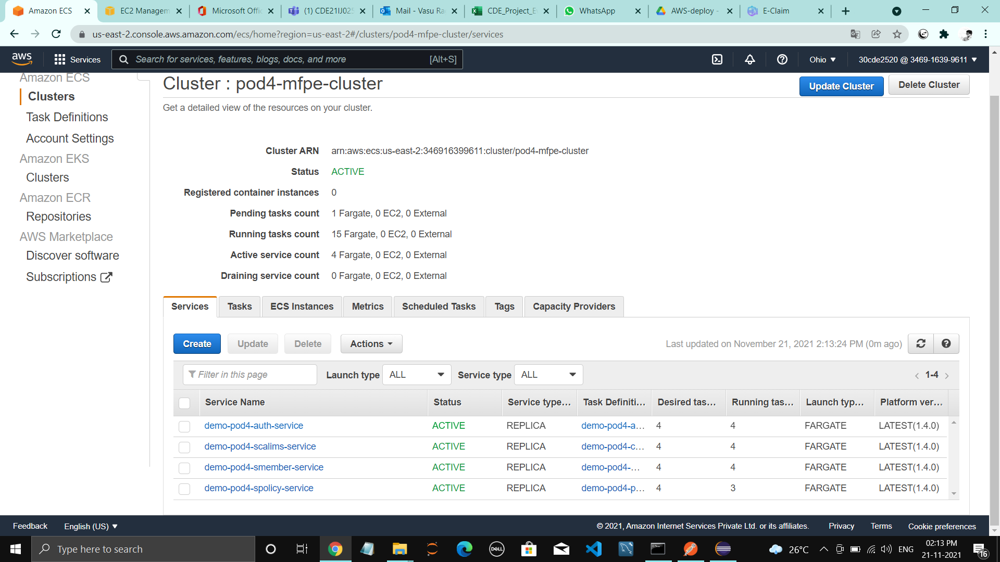 Amazon ECS
EC2 Managem
Microsoft Offic
(1) CDE21IJ025
Mail - Vasu Ra
CDE_Project_E
WhatsApp
AWS-deploy -
E-Claim
us-east-2.console.aws.amazon.com/ecs/home?region=us-east-2#/clusters/pod4-mfpe-cluster/services
aws
Services
Search for services, features, blogs, docs, and more
[Alt+S]
Ohio
30cde2520 @ 3469-1639-9611
Amazon ECS
Clusters
Task Definitions
Account Settings
Amazon EKS
Clusters
Amazon ECR
Repositories
AWS Marketplace
Discover software
Subscriptions
Cluster : pod4-mfpe-cluster
Update Cluster
Delete Cluster
Get a detailed view of the resources on your cluster.
Cluster ARN arn:aws:ecs:us-east-2:346916399611:cluster/pod4-mfpe-cluster
Status ACTIVE
Registered container instances 0
Pending tasks count 1 Fargate, 0 EC2, 0 External
Running tasks count 15 Fargate, 0 EC2, 0 External
Active service count 4 Fargate, 0 EC2, 0 External
Draining service count 0 Fargate, 0 EC2, 0 External
Services Tasks ECS Instances Metrics Scheduled Tasks Tags Capacity Providers
Create Update Delete Actions
Last updated on November 21, 2021 2:13:24 PM (0m ago)
Filter in this page Launch type ALL Service type ALL
1-4
Service Name Status Service type... Task Definiti... Desired tas... Running tas... Launch typ... Platform ver...
demo-pod4-auth-service ACTIVE REPLICA demo-pod4-a... 4 4 FARGATE LATEST(1.4.0)
demo-pod4-scalims-service ACTIVE REPLICA demo-pod4-c... 4 4 FARGATE LATEST(1.4.0)
demo-pod4-smember-service ACTIVE REPLICA demo-pod4-... 4 4 FARGATE LATEST(1.4.0)
demo-pod4-spolicy-service ACTIVE REPLICA demo-pod4-p... 4 3 FARGATE LATEST(1.4.0)
Feedback English (US)
© 2021, Amazon Internet Services Private Ltd. or its affiliates. Privacy Terms Cookie preferences
Type here to search
DELL
26°C
ENG
02:13 PM
21-11-2021
16